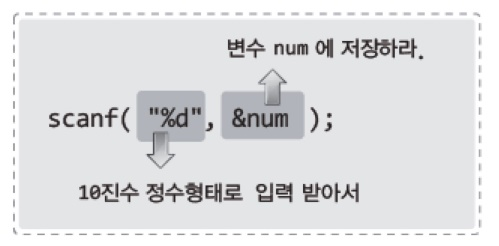 변수 num 에 저장하라.
scanf( "%d", &num );
10진수 정수형태로 입력 받아서